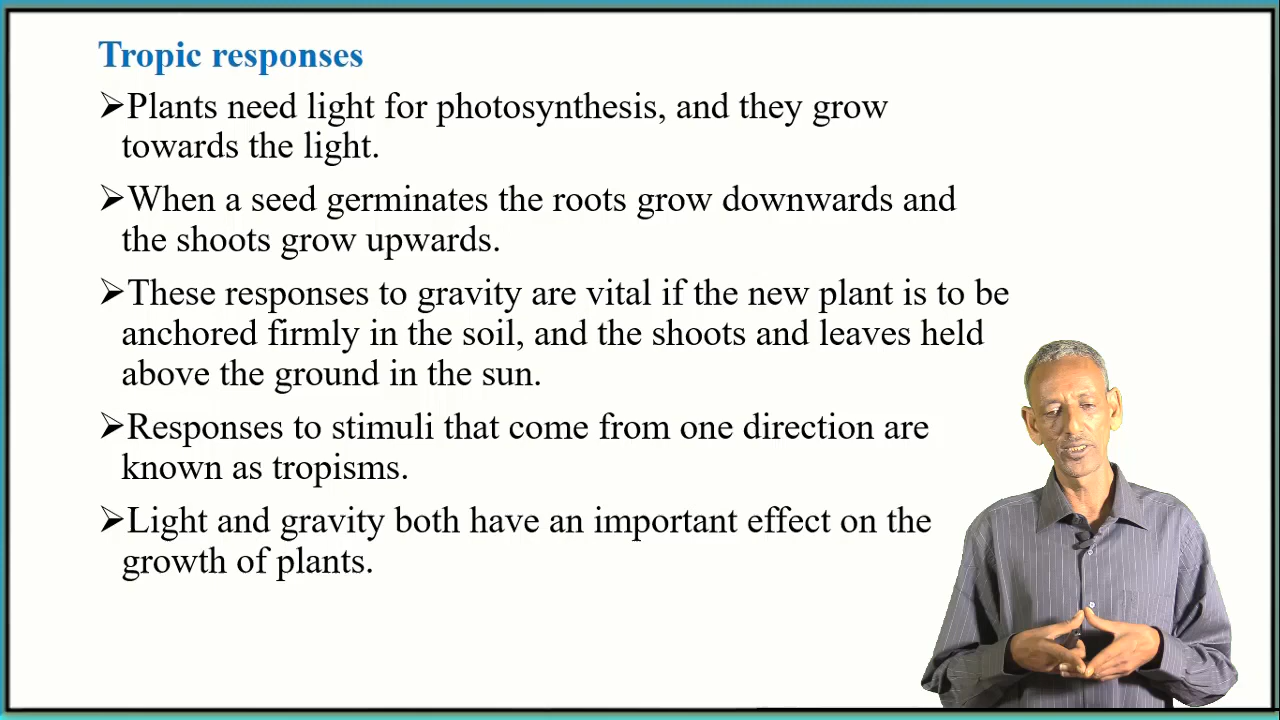 Tropic responses
➢Plants need light for photosynthesis, and they grow
towards the light.
➢When a seed germinates the roots grow downwards and
the shoots grow upwards.
➢These responses to gravity are vital if the new plant is to be
anchored firmly in the soil, and the shoots and leaves held
above the ground in the sun.
➢Responses to stimuli that come from one direction are
known as tropisms.
➢Light and gravity both have an important effect on the
growth of plants.